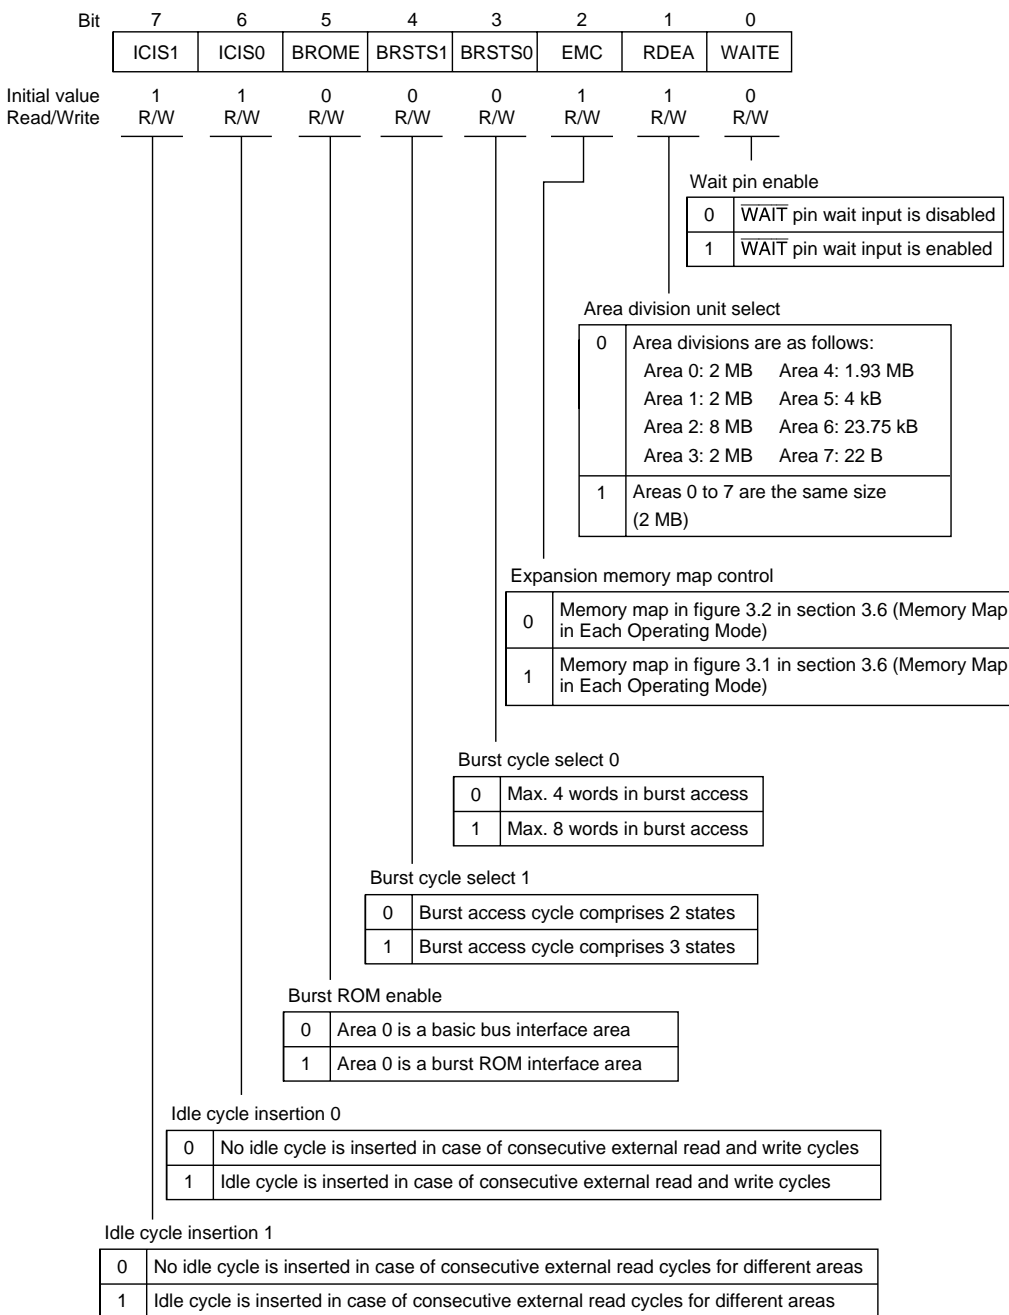 Bit 7 6 5 4 3 2 1 0
ICIS1 ICIS0 BROME BRSTS1 BRSTS0 EMC RDEA WAITE
Initial value 1 1 0 0 0 1 1 0
Read/Write R/W R/W R/W R/W R/W R/W R/W R/W
Wait pin enable
0 WAIT pin wait input is disabled
1 WAIT pin wait input is enabled
Area division unit select
0 Area divisions are as follows:
Area 0: 2 MB Area 4: 1.93 MB
Area 1: 2 MB Area 5: 4 kB
Area 2: 8 MB Area 6: 23.75 kB
Area 3: 2 MB Area 7: 22 B
1 Areas 0 to 7 are the same size
(2 MB)
Expansion memory map control
0 Memory map in figure 3.2 in section 3.6 (Memory Map
in Each Operating Mode)
1 Memory map in figure 3.1 in section 3.6 (Memory Map
in Each Operating Mode)
Burst cycle select 0
0 Max. 4 words in burst access
1 Max. 8 words in burst access
Burst cycle select 1
0 Burst access cycle comprises 2 states
1 Burst access cycle comprises 3 states
Burst ROM enable
0 Area 0 is a basic bus interface area
1 Area 0 is a burst ROM interface area
Idle cycle insertion 0
0 No idle cycle is inserted in case of consecutive external read and write cycles
1 Idle cycle is inserted in case of consecutive external read and write cycles
Idle cycle insertion 1
0 No idle cycle is inserted in case of consecutive external read cycles for different areas
1 Idle cycle is inserted in case of consecutive external read cycles for different areas